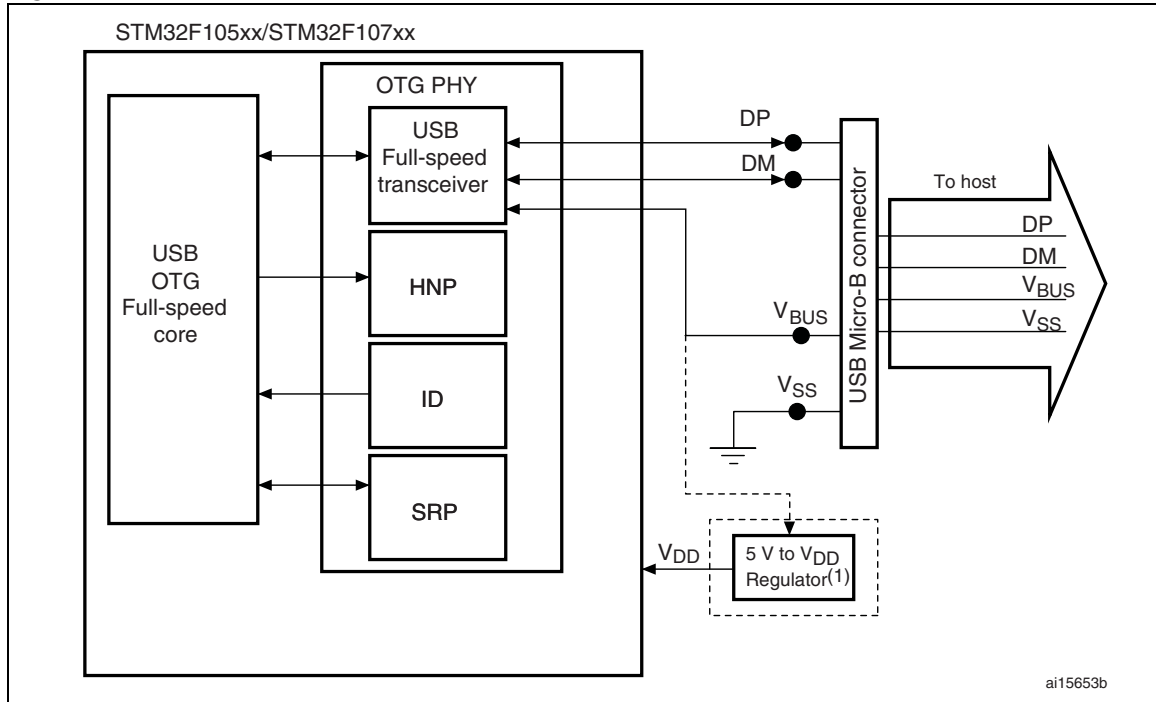 STM32F105xx/STM32F107xx
OTG PHY
USB
Full-speed
transceiver
USB
OTG
Full-speed
core
HNP
ID
SRP
DP
DM
VBUS
VSS
USB Micro-B connector
To host
DP
DM
VBUS
VSS
VDD
5 V to VDD
Regulator(1)
ai15653b